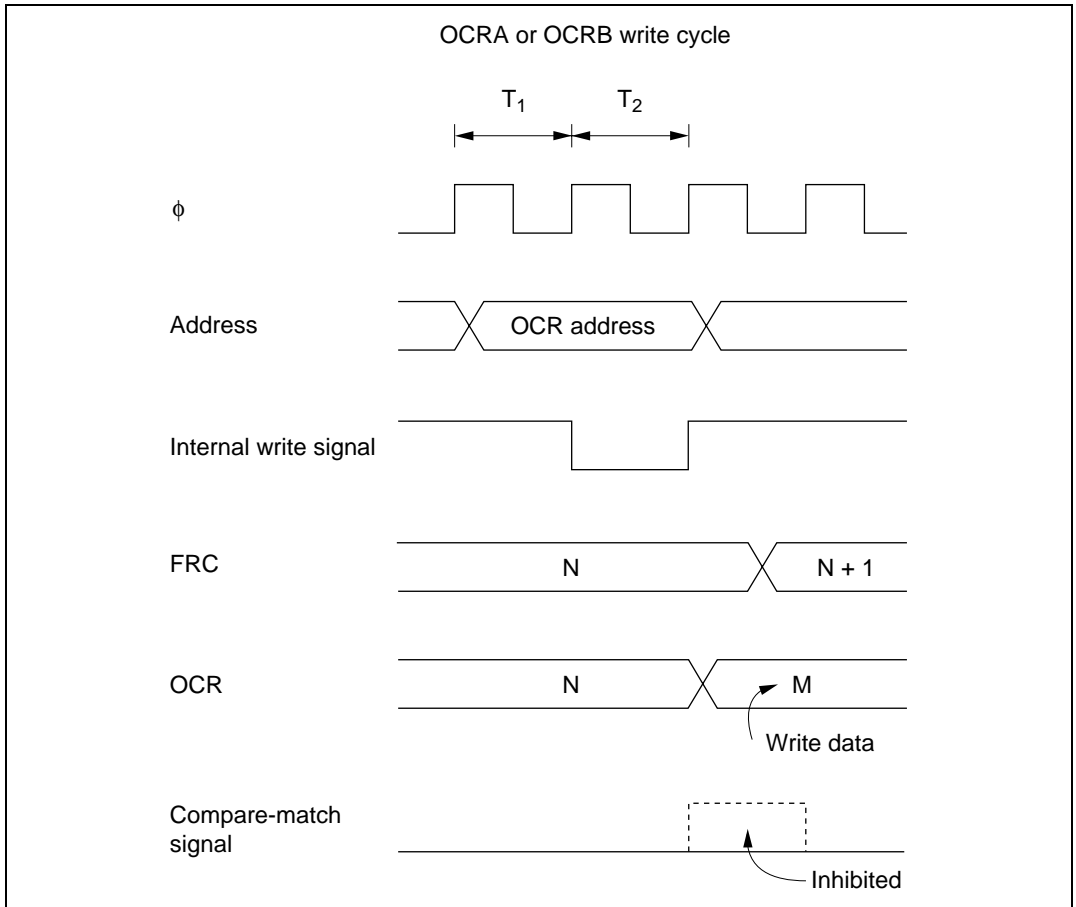 OCRA or OCRB write cycle
T₁ T₂
ϕ
Address OCR address
Internal write signal
FRC N N + 1
OCR N M
Write data
Compare-match
signal
Inhibited